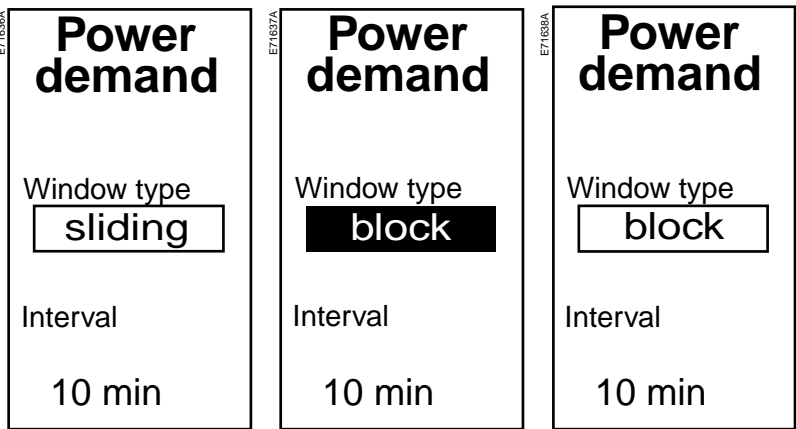 E71636A
Power
demand
Window type
sliding
Interval
10 min
E71637A
Power
demand
Window type
block
Interval
10 min
E71638A
Power
demand
Window type
block
Interval
10 min